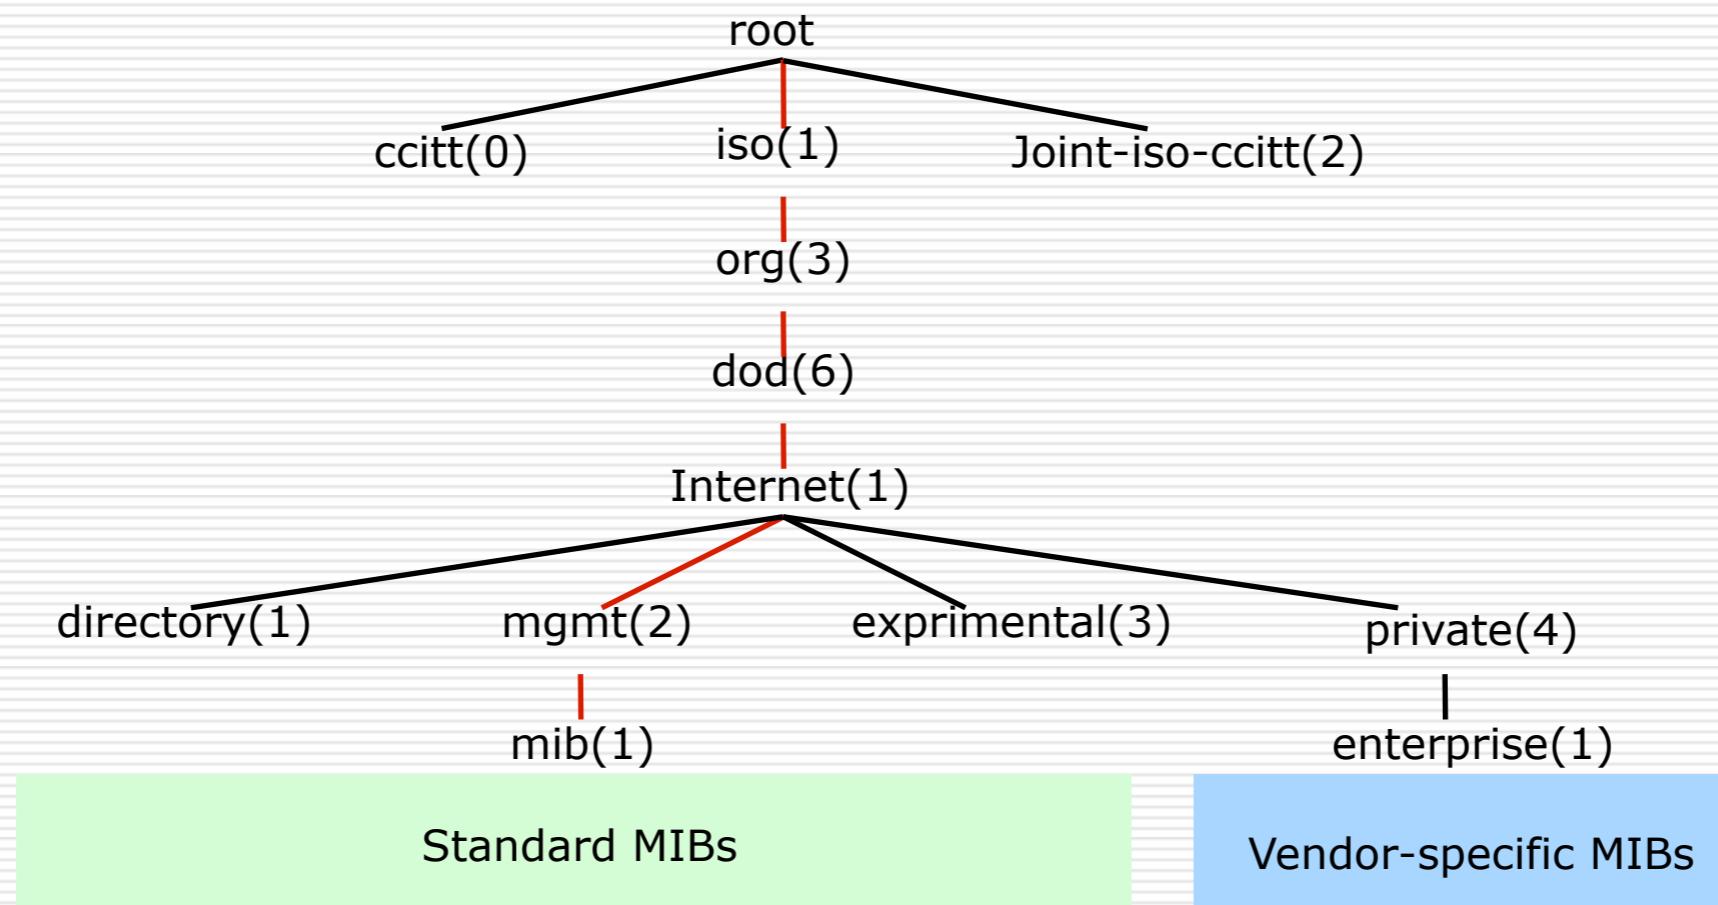 root
ccitt(0)
iso(1)
Joint-iso-ccitt(2)
org(3)
dod(6)
Internet(1)
directory(1)
mgmt(2)
exprimental(3)
private(4)
mib(1)
enterprise(1)
Standard MIBs
Vendor-specific MIBs